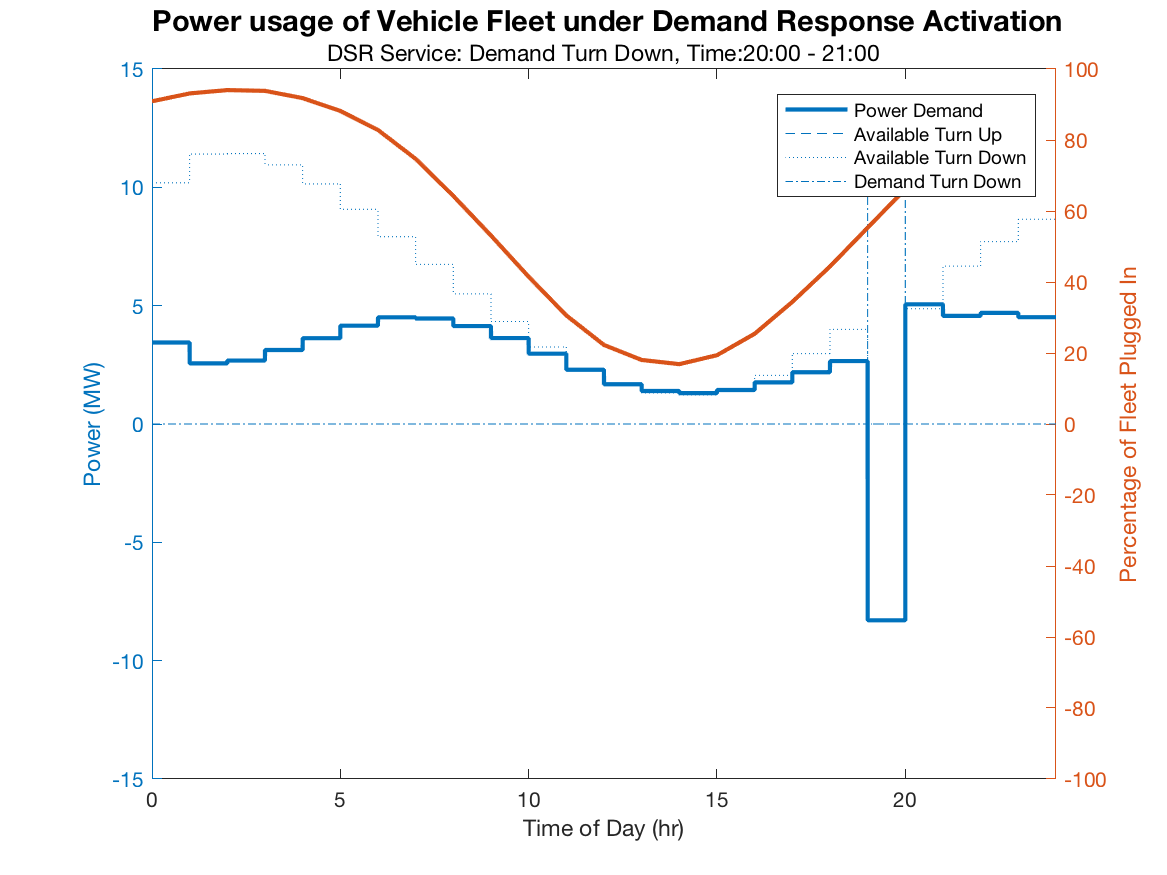 Power usage of Vehicle Fleet under Demand Response Activation
DSR Service: Demand Turn Down, Time:20:00 - 21:00
Power Demand
Available Turn Up
Available Turn Down
Demand Turn Down
15
10
5
0
-5
-10
-15
Power (MW)
100
80
60
40
20
0
-20
-40
-60
-80
-100
Percentage of Fleet Plugged In
0 5 10 15 20
Time of Day (hr)